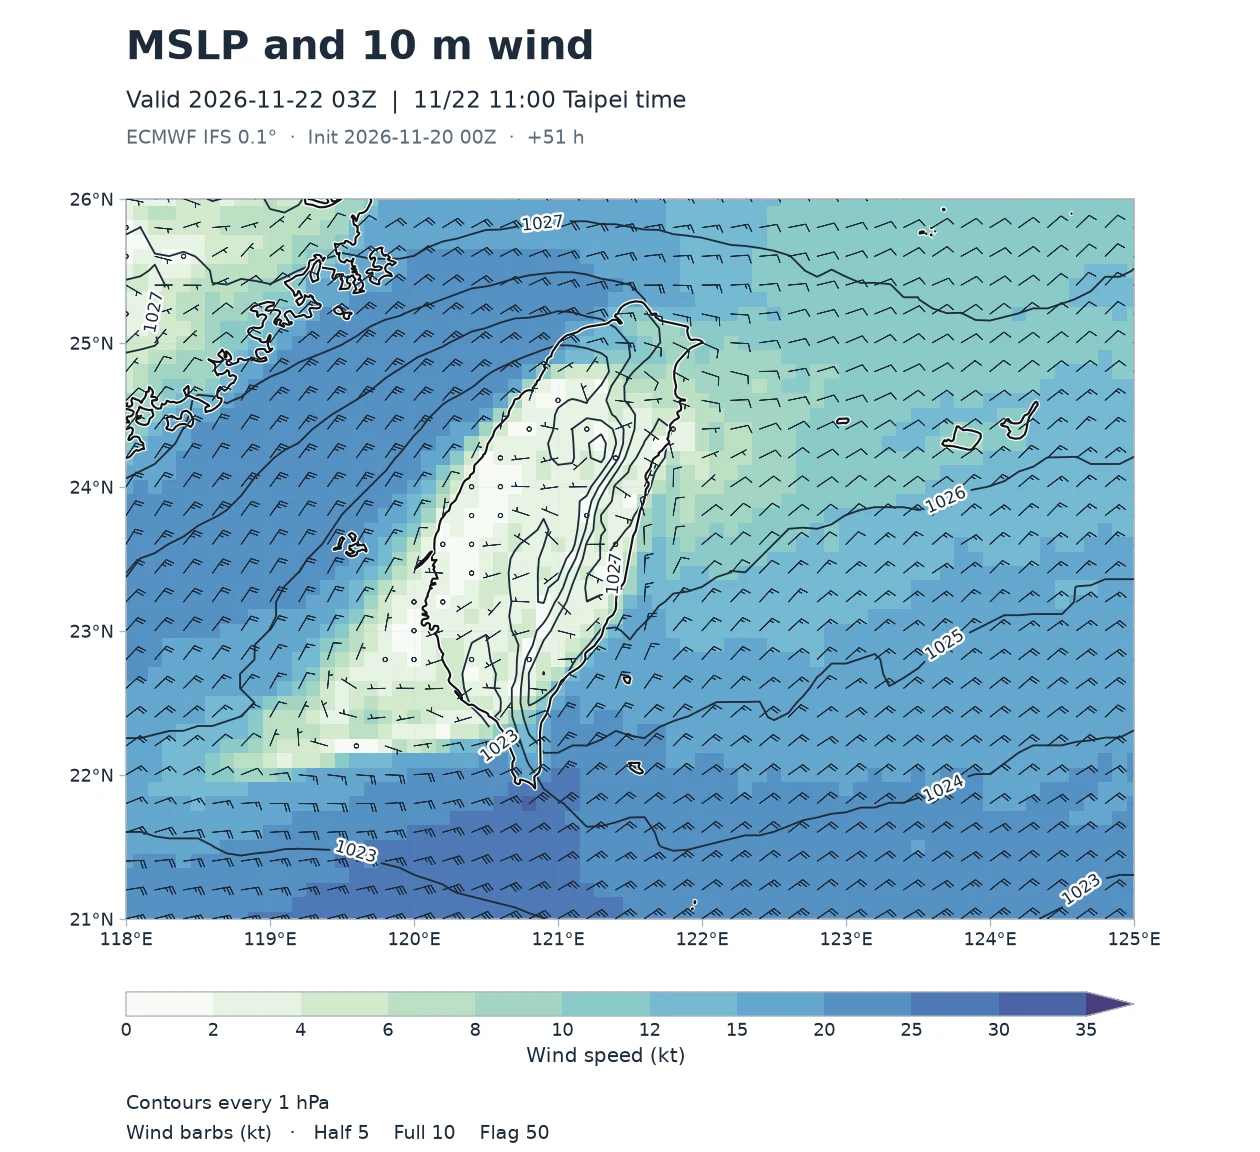 MSLP and 10 m wind
Valid 2026-11-22 03Z | 11/22 11:00 Taipei time
ECMWF IFS 0.1° · Init 2026-11-20 00Z · +51 h
26°N
25°N
24°N
23°N
22°N
21°N
1027
1027
1026
1027
1025
1023
1024
1023
1023
118°E 119°E 120°E 121°E 122°E 123°E 124°E 125°E
0 2 4 6 8 10 12 15 20 25 30 35
Wind speed (kt)
Contours every 1 hPa
Wind barbs (kt) · Half 5 Full 10 Flag 50